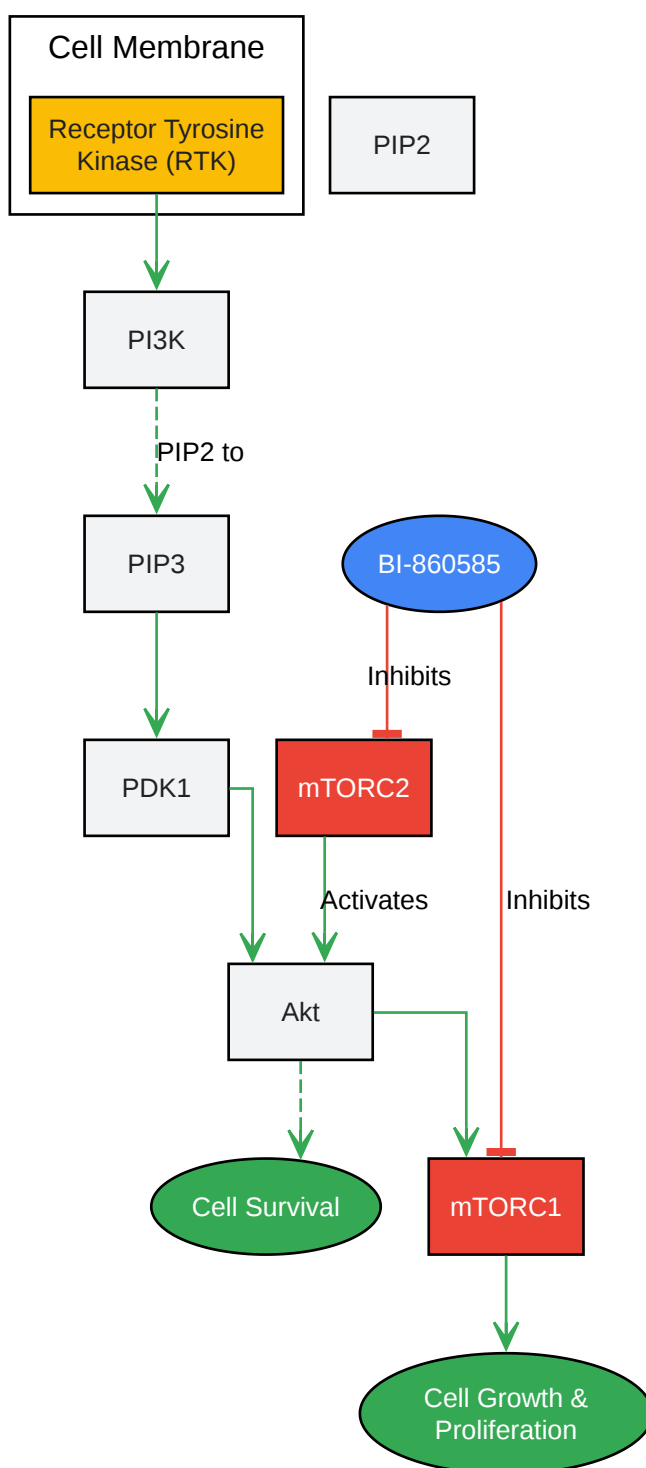 Cell Membrane
Receptor Tyrosine
Kinase (RTK)
PIP2
PI3K
PIP2 to
PIP3
BI-860585
Inhibits
PDK1
mTORC2
Activates
Inhibits
Akt
Cell Survival
mTORC1
Cell Growth &
Proliferation